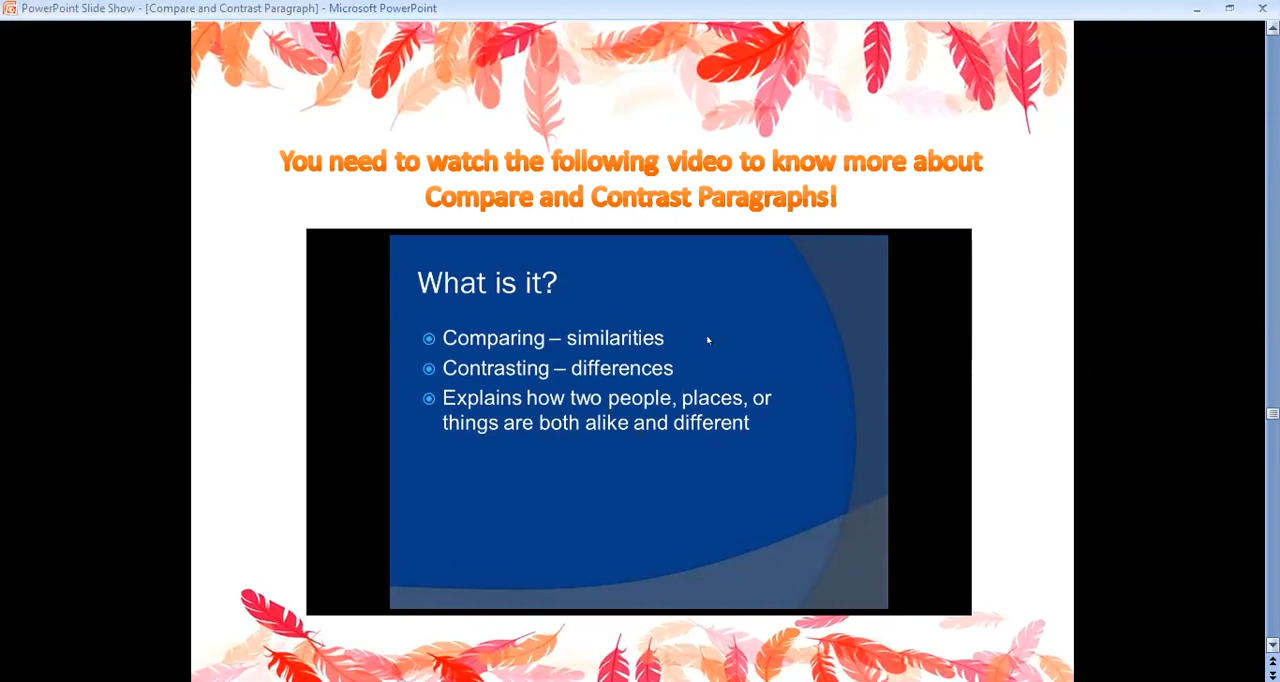 PowerPoint Slide Show - [Compare and Contrast Paragraph] - Microsoft PowerPoint
You need to watch the following video to know more about
Compare and Contrast Paragraphs!
What is it?
Comparing – similarities
Contrasting – differences
Explains how two people, places, or
things are both alike and different